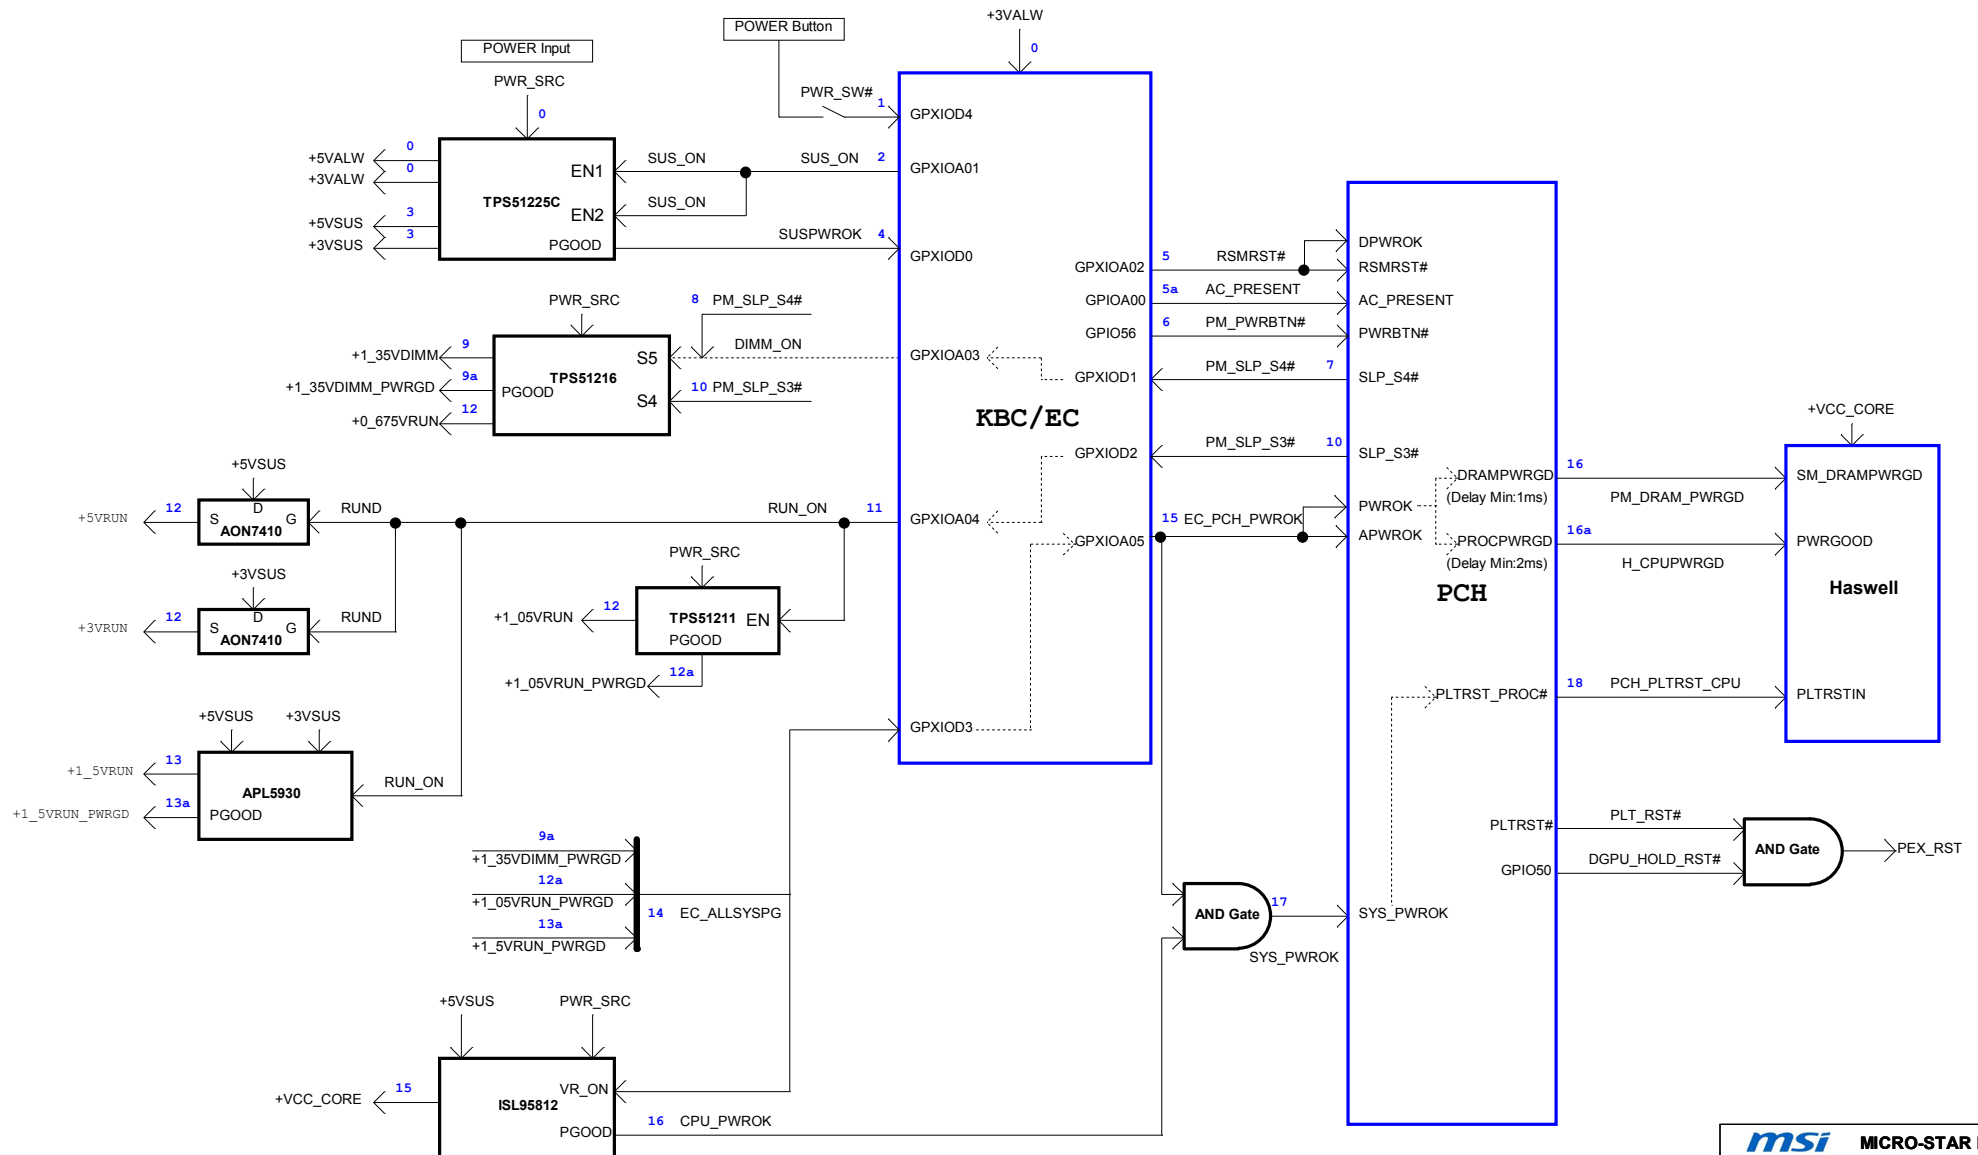 +3VALW
0
POWER Button
POWER Input
PWR_SRC
0
PWR_SW#
1
GPXIOD4
+5VALW
0
+3VALW
0
+5VSUS
3
+3VSUS
3
TPS51225C
EN1
EN2
PGOOD
SUS_ON
SUS_ON
2
GPXIOA01
SUS_ON
SUSPWROK
4
GPXIOD0
PWR_SRC
8
PM_SLP_S4#
DIMM_ON
GPXIOA03
+1_35VDIMM
9
+1_35VDIMM_PWRGD
9a
+0_675VRUN
12
TPS51216
PGOOD
S5
S4
10
PM_SLP_S3#
KBC/EC
GPXIOA02
5
RSMRST#
DPWROK
RSMRST#
GPIOA00
5a
AC_PRESENT
AC_PRESENT
GPIO56
6
PM_PWRBTN#
PWRBTN#
GPXIOD1
PM_SLP_S4#
7
SLP_S4#
GPXIOD2
PM_SLP_S3#
10
SLP_S3#
+5VSUS
+5VRUN
12
S
D
G
AON7410
RUND
RUN_ON
11
GPXIOA04
GPXIOA05
15
EC_PCH_PWROK
PWROK
APWROK
+3VSUS
+3VRUN
12
S
D
G
AON7410
RUND
PWR_SRC
+1_05VRUN
12
TPS51211
EN
PGOOD
12a
+1_05VRUN_PWRGD
GPXIOD3
DRAMPWRGD
(Delay Min:1ms)
16
PM_DRAM_PWRGD
PROCPWRGD
(Delay Min:2ms)
16a
H_CPUPWRGD
PCH
+VCC_CORE
SM_DRAMPWRGD
PWRGOOD
Haswell
PLTRSTIN
PLTRST_PROC#
18
PCH_PLTRST_CPU
+5VSUS
+3VSUS
+1_5VRUN
13
+1_5VRUN_PWRGD
13a
APL5930
PGOOD
RUN_ON
9a
+1_35VDIMM_PWRGD
12a
+1_05VRUN_PWRGD
13a
+1_5VRUN_PWRGD
14
EC_ALLSYSPG
PLTRST#
PLT_RST#
GPIO50
DGPU_HOLD_RST#
AND Gate
PEX_RST
AND Gate
17
SYS_PWROK
SYS_PWROK
+5VSUS
PWR_SRC
+VCC_CORE
15
ISL95812
VR_ON
PGOOD
16
CPU_PWROK
msi
MICRO-STAR